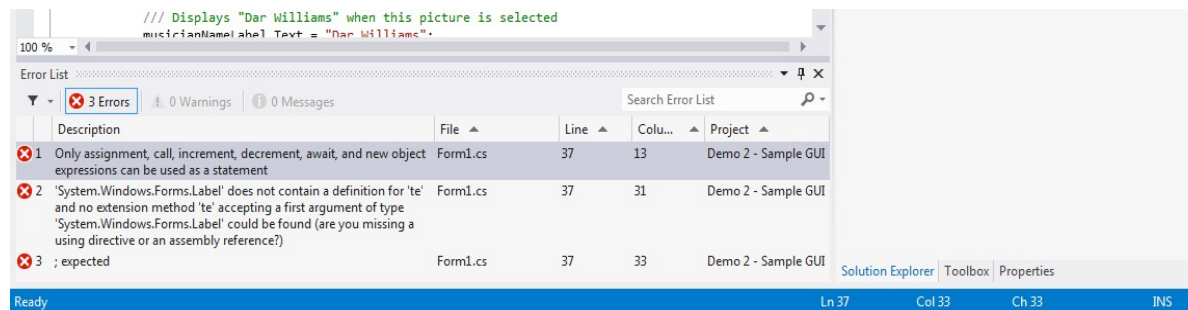 /// Displays "Dar Williams" when this picture is selected
musicianNameLabel.Text = "Dar Williams";
100 %
Error List
3 Errors 0 Warnings 0 Messages Search Error List
Description File Line Colu... Project
1 Only assignment, call, increment, decrement, await, and new object Form1.cs 37 13 Demo 2 - Sample GUI
expressions can be used as a statement
2 'System.Windows.Forms.Label' does not contain a definition for 'te' Form1.cs 37 31 Demo 2 - Sample GUI
and no extension method 'te' accepting a first argument of type
'System.Windows.Forms.Label' could be found (are you missing a
using directive or an assembly reference?)
3 ; expected Form1.cs 37 33 Demo 2 - Sample GUI
Solution Explorer Toolbox Properties
Ready Ln 37 Col 33 Ch 33 INS